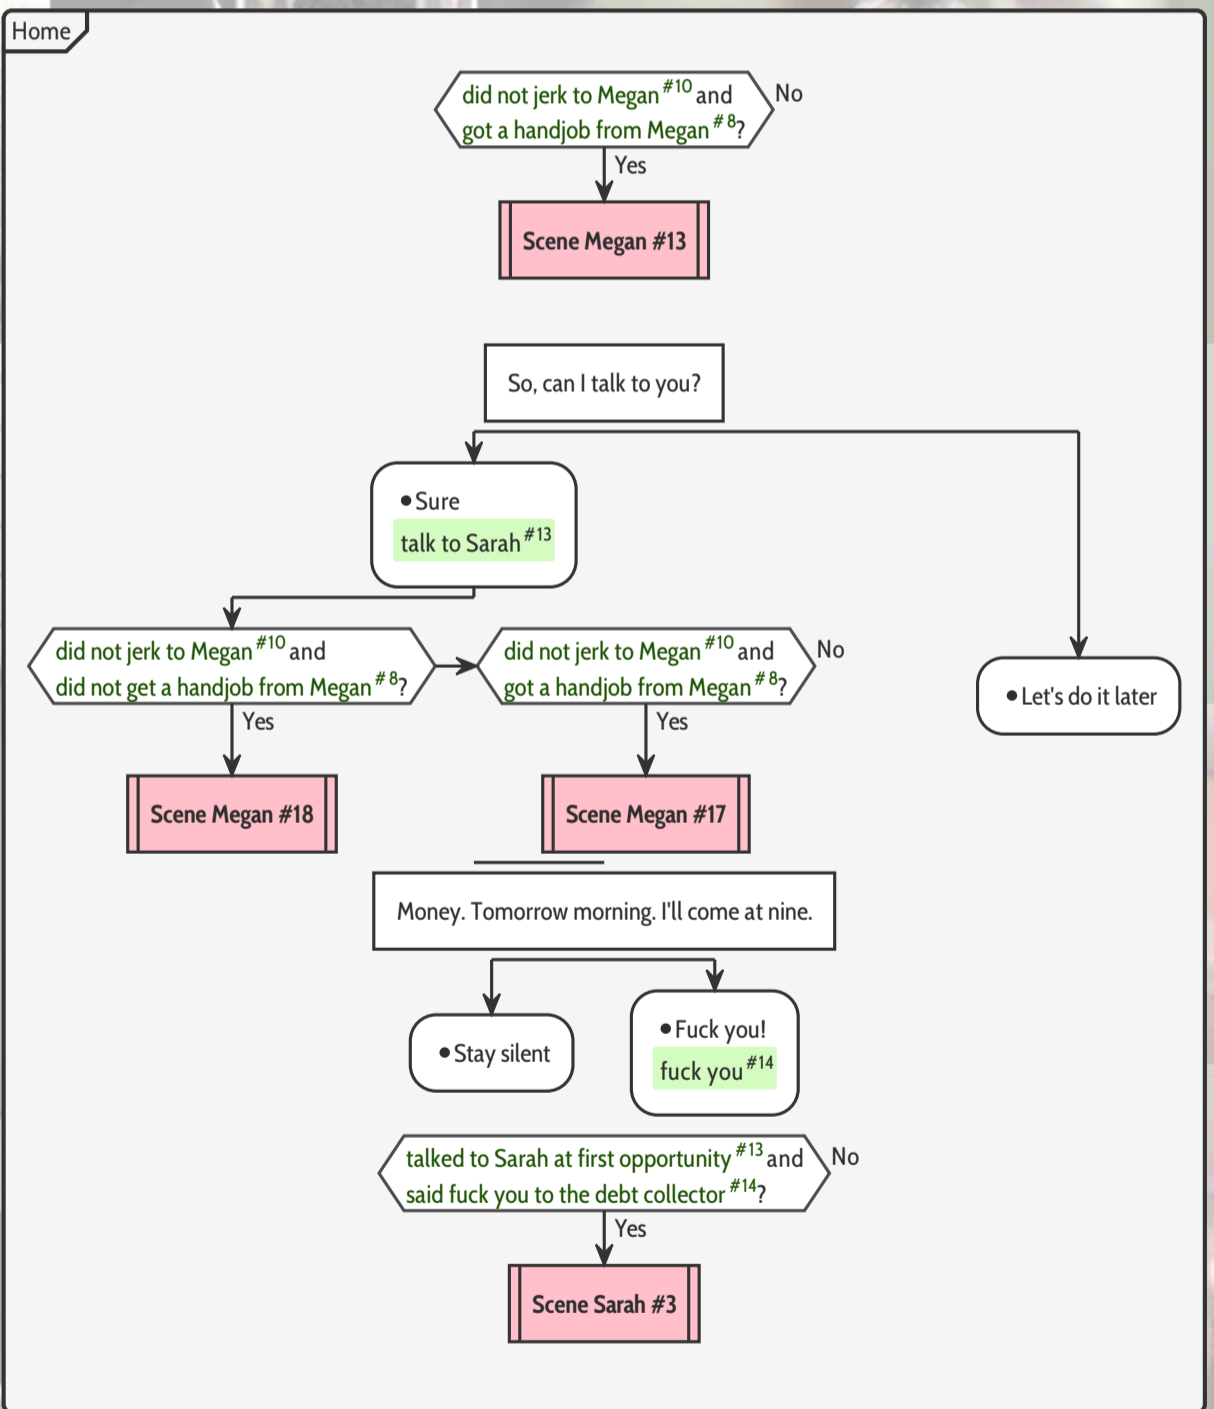 Home
did not jerk to Megan #10 and
got a handjob from Megan # 8?
No
Yes
Scene Megan #13
So, can I talk to you?
● Sure
talk to Sarah #13
did not jerk to Megan #10 and
did not get a handjob from Megan # 8?
did not jerk to Megan #10 and
got a handjob from Megan # 8?
No
● Let's do it later
Yes
Yes
Scene Megan #18
Scene Megan #17
Money. Tomorrow morning. I'll come at nine.
● Stay silent
● Fuck you!
fuck you #14
talked to Sarah at first opportunity #13 and
said fuck you to the debt collector #14?
No
Yes
Scene Sarah #3